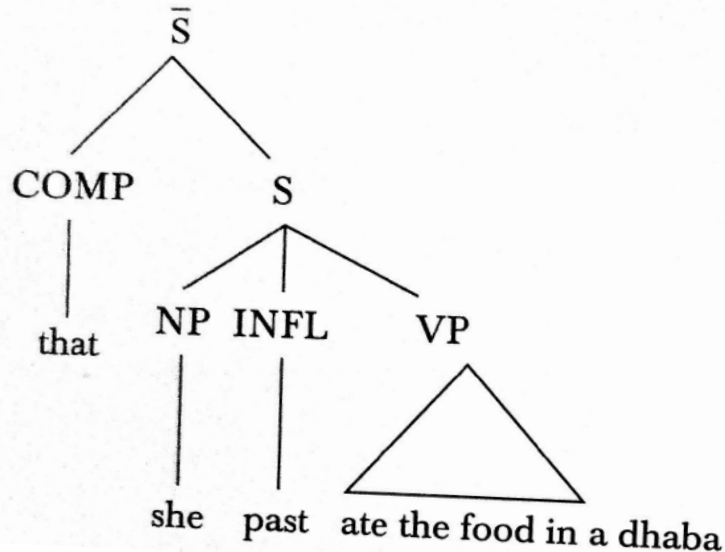 S̄
COMP S
that NP INFL VP
she past ate the food in a dhaba